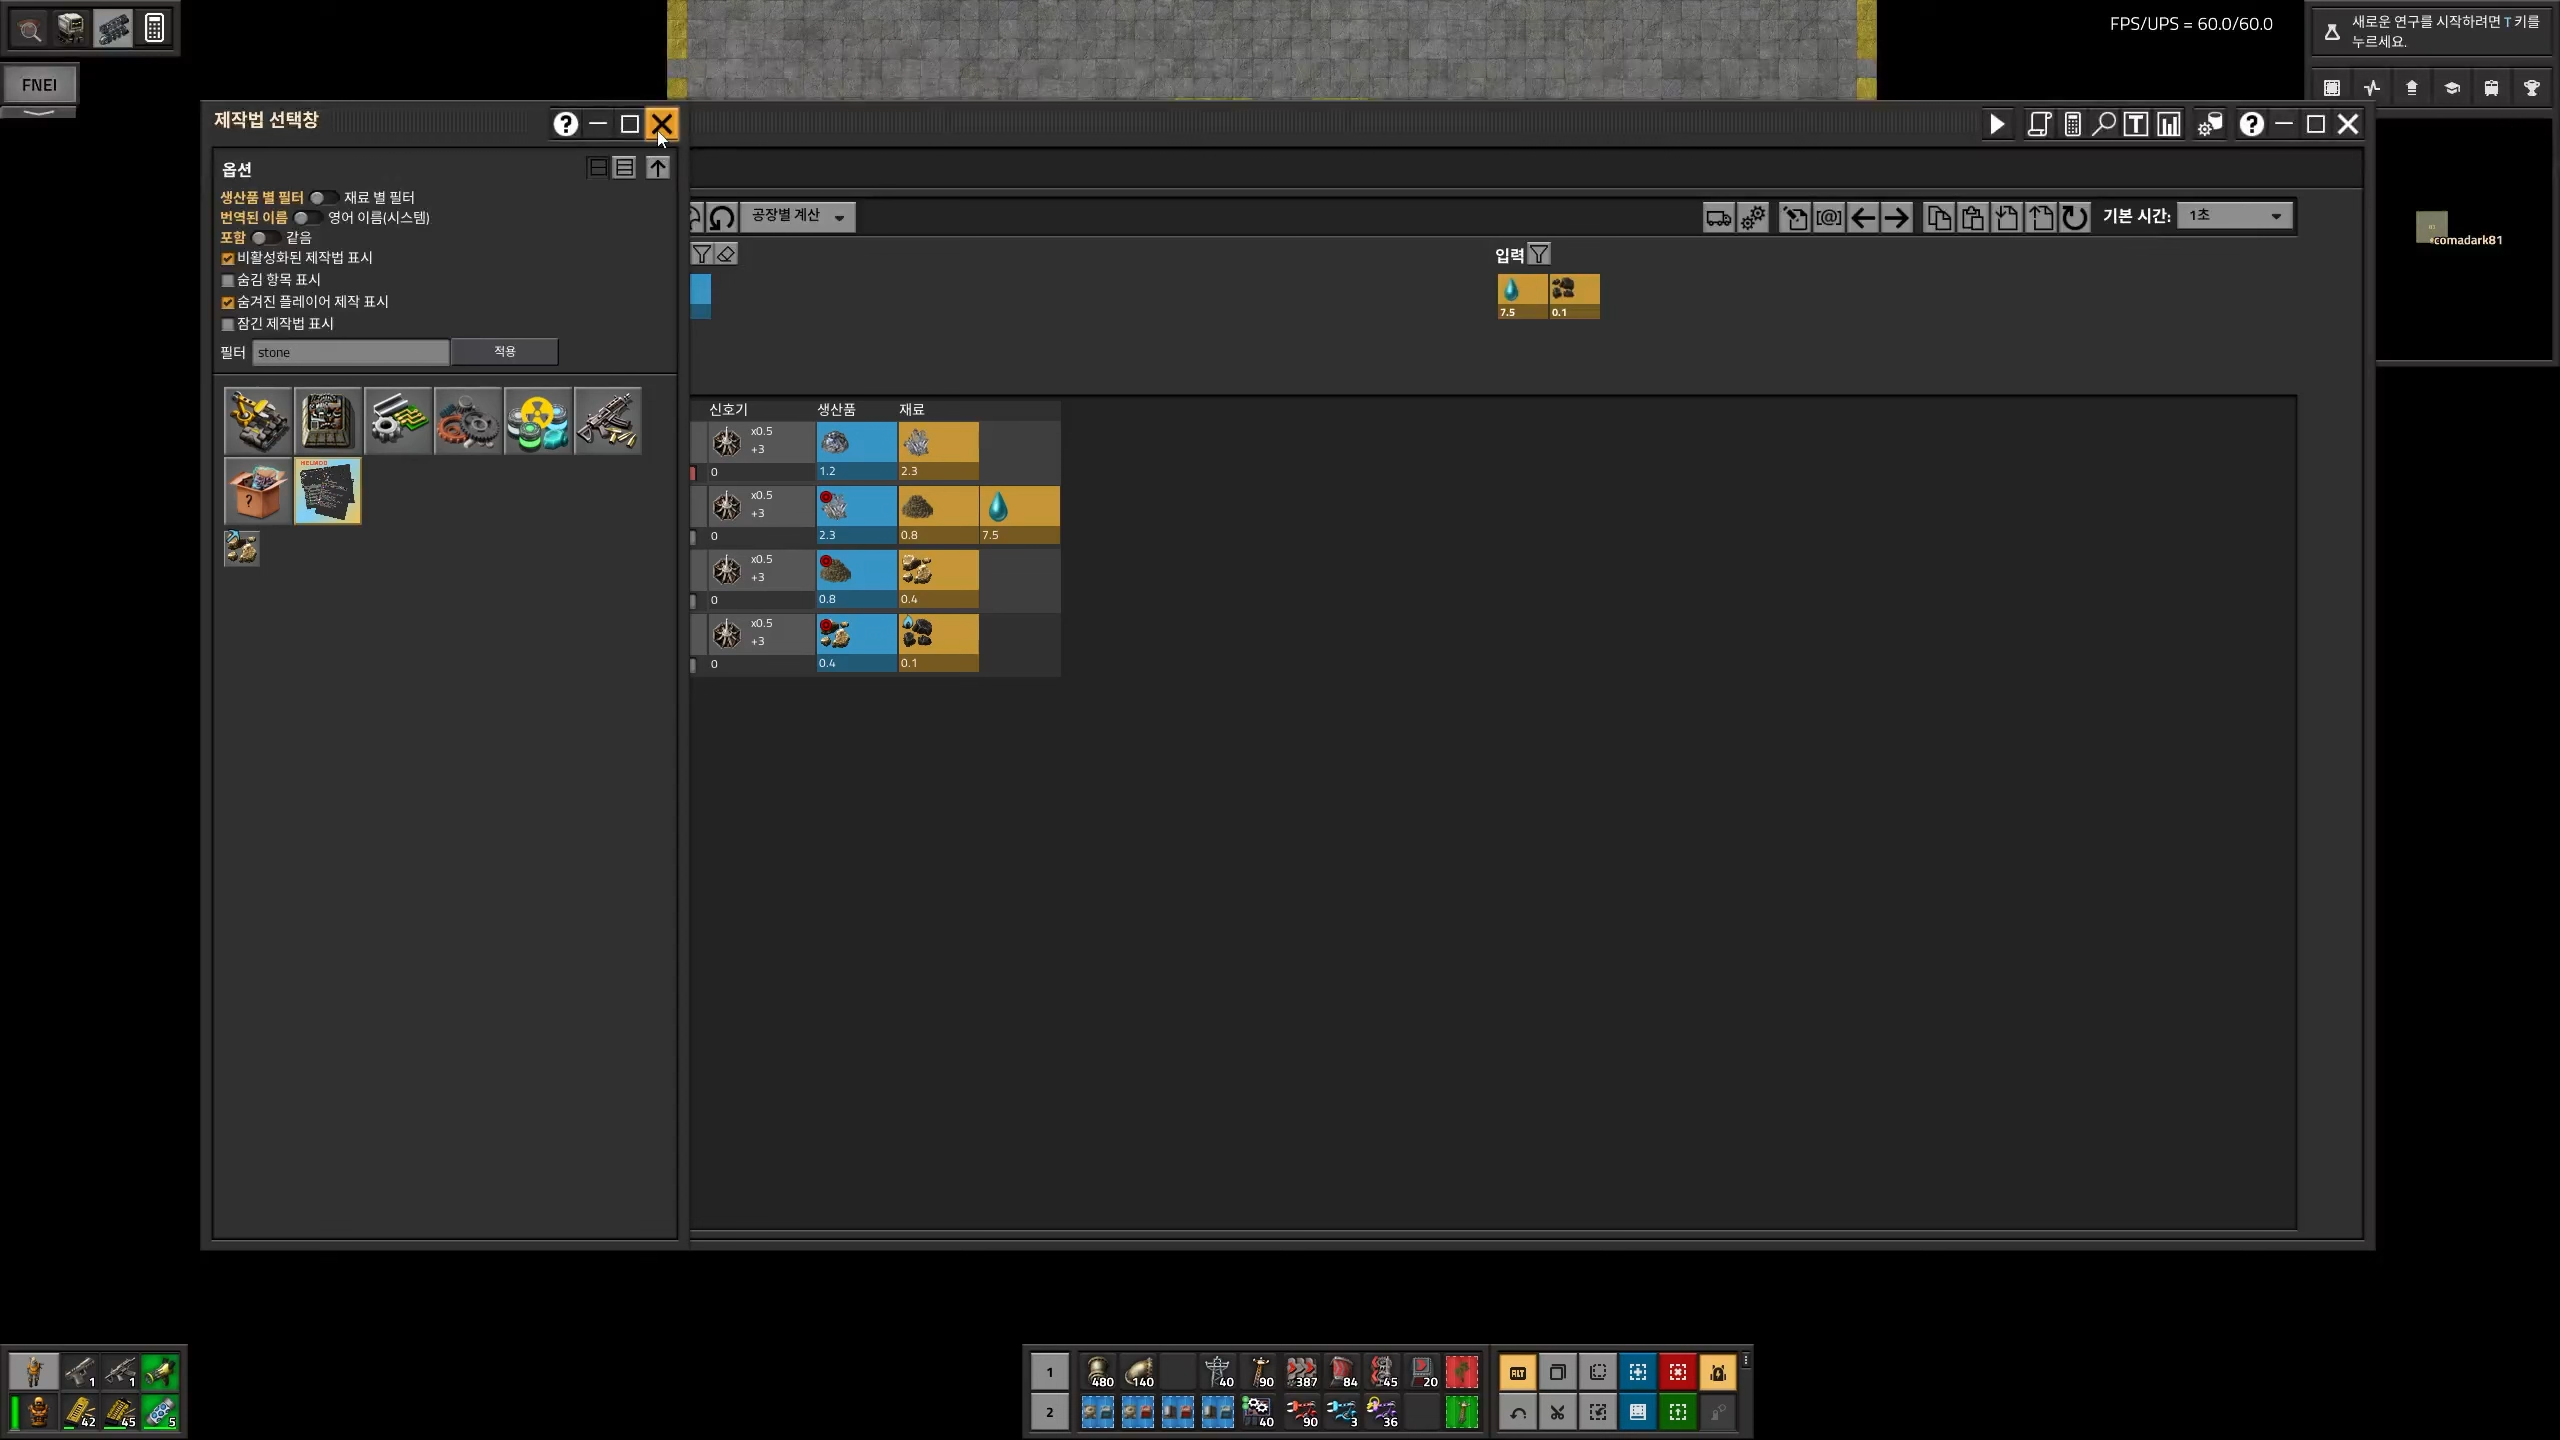 FPS/UPS = 60.0/60.0
새로운 연구를 시작하려면 T 키를
누르세요.
FNEI
제작법 선택창
옵션
생산품 별 필터 재료 별 필터
번역된 이름 영어 이름(시스템)
포함 같음
비활성화된 제작법 표시
숨김 항목 표시
숨겨진 플레이어 제작 표시
잠긴 제작법 표시
필터 stone 적용
HELMOD
공장별 계산
기본 시간: 1초
입력
7.5 0.1
신호기 생산품 재료
x0.5
+3
0 1.2 2.3
x0.5
+3
0 2.3 0.8 7.5
x0.5
+3
0 0.8 0.4
x0.5
+3
0 0.4 0.1
comadark81
1 1
42 45 5
1 480 140 40 90 387 84 45 20
2 40 90 3 36
ALT